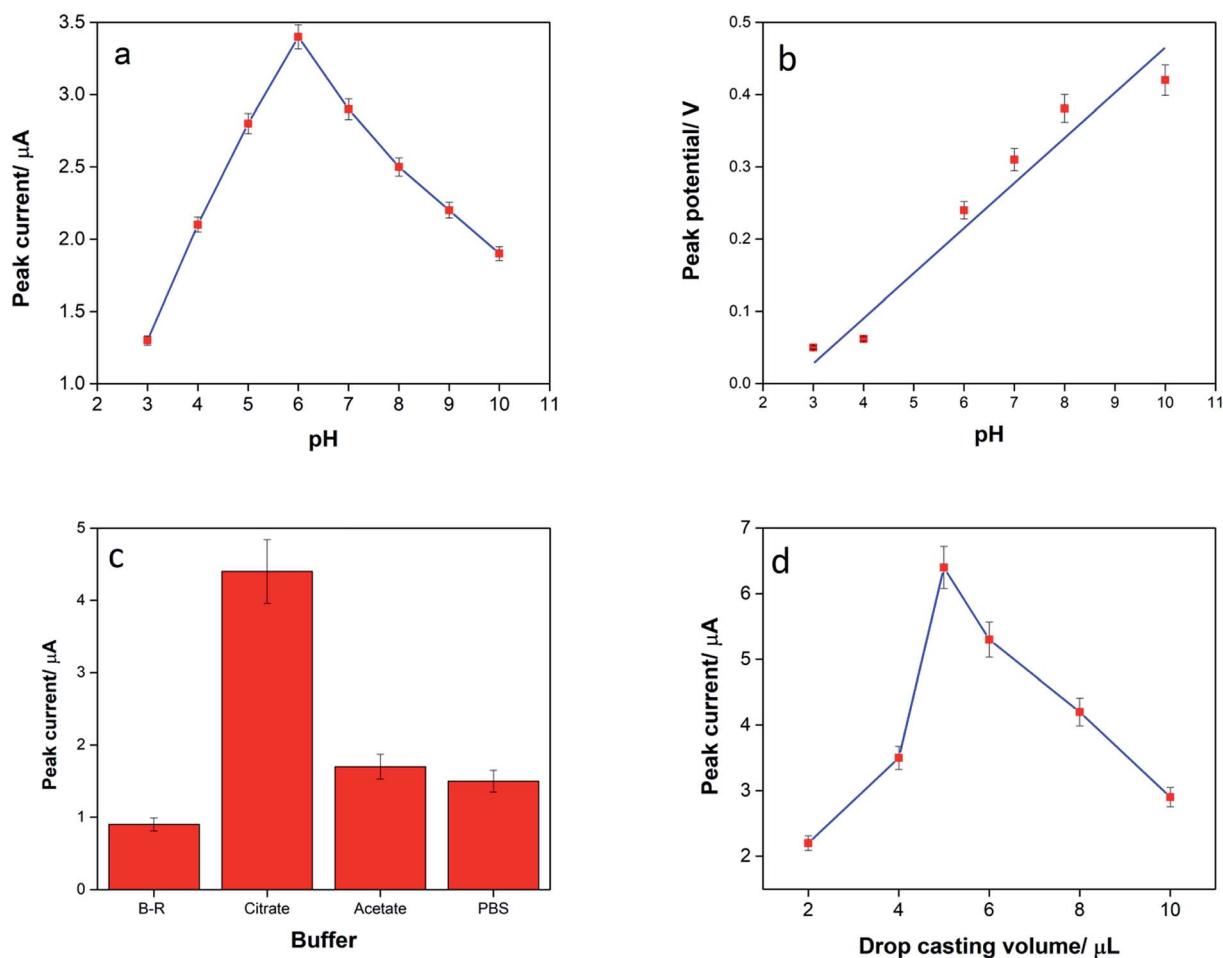 a
Peak current/ μA
3.5
3.0
2.5
2.0
1.5
1.0
2 3 4 5 6 7 8 9 10 11
pH
b
Peak potential/ V
0.5
0.4
0.3
0.2
0.1
0.0
2 3 4 5 6 7 8 9 10 11
pH
c
Peak current/ μA
5
4
3
2
1
0
B-R Citrate Acetate PBS
Buffer
d
Peak current/ μA
7
6
5
4
3
2
2 4 6 8 10
Drop casting volume/ μL